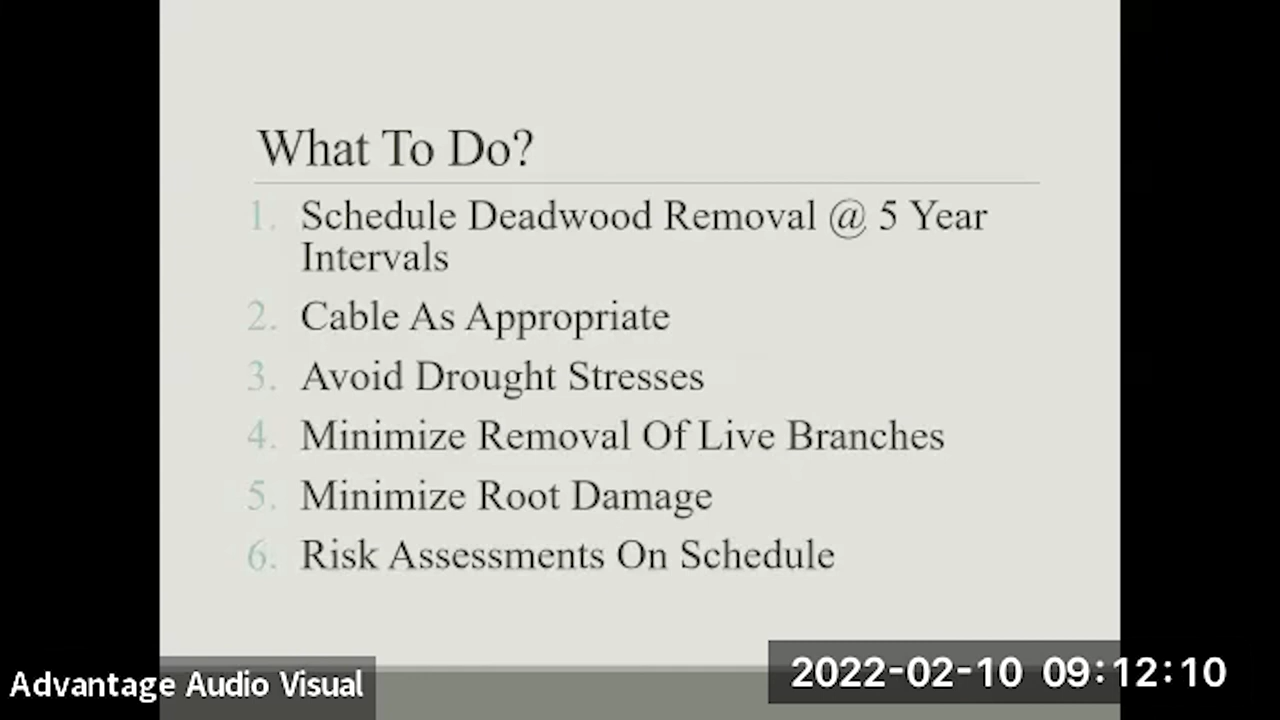 What To Do?
1. Schedule Deadwood Removal @ 5 Year
Intervals
2. Cable As Appropriate
3. Avoid Drought Stresses
4. Minimize Removal Of Live Branches
5. Minimize Root Damage
6. Risk Assessments On Schedule
Advantage Audio Visual
2022-02-10 09:12:10